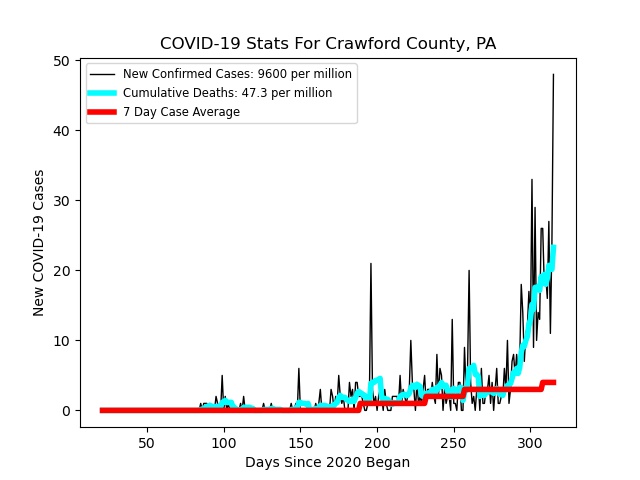 COVID-19 Stats For Crawford County, PA
New Confirmed Cases: 9600 per million
Cumulative Deaths: 47.3 per million
7 Day Case Average
50
40
30
20
10
0
New COVID-19 Cases
50 100 150 200 250 300
Days Since 2020 Began